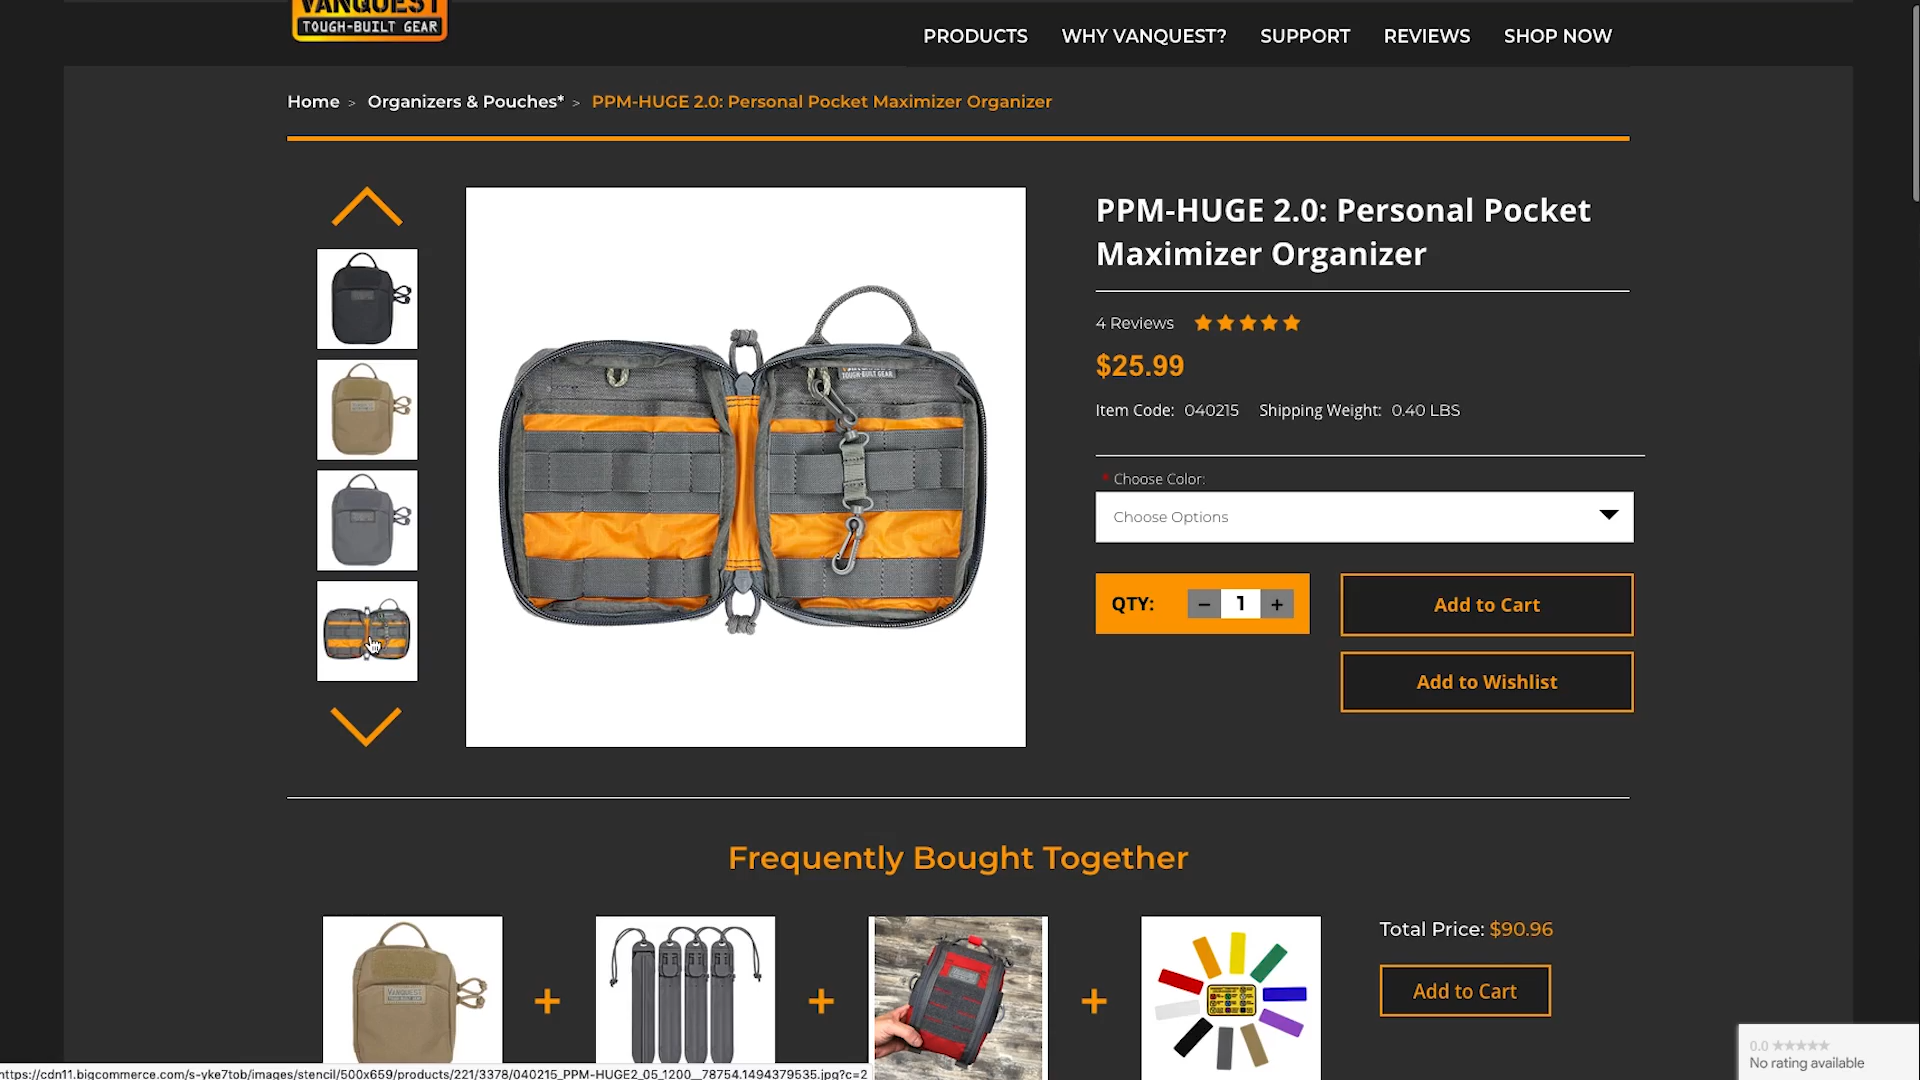 VANQUEST
TOUGH-BUILT GEAR
PRODUCTS
WHY VANQUEST?
SUPPORT
REVIEWS
SHOP NOW
Home > Organizers & Pouches* > PPM-HUGE 2.0: Personal Pocket Maximizer Organizer
TOUGH-BUILT GEAR
PPM-HUGE 2.0: Personal Pocket
Maximizer Organizer
4 Reviews
$25.99
Item Code: 040215 Shipping Weight: 0.40 LBS
* Choose Color:
Choose Options
QTY: − 1 +
Add to Cart
Add to Wishlist
Frequently Bought Together
VANQUEST
+
+
+
Total Price: $90.96
Add to Cart
0.0 ★★★★★
No rating available
https://cdn11.bigcommerce.com/s-yke7tob/images/stencil/500x659/products/221/3378/040215_PPM-HUGE2_05_1200__78754.1494379535.jpg?c=2